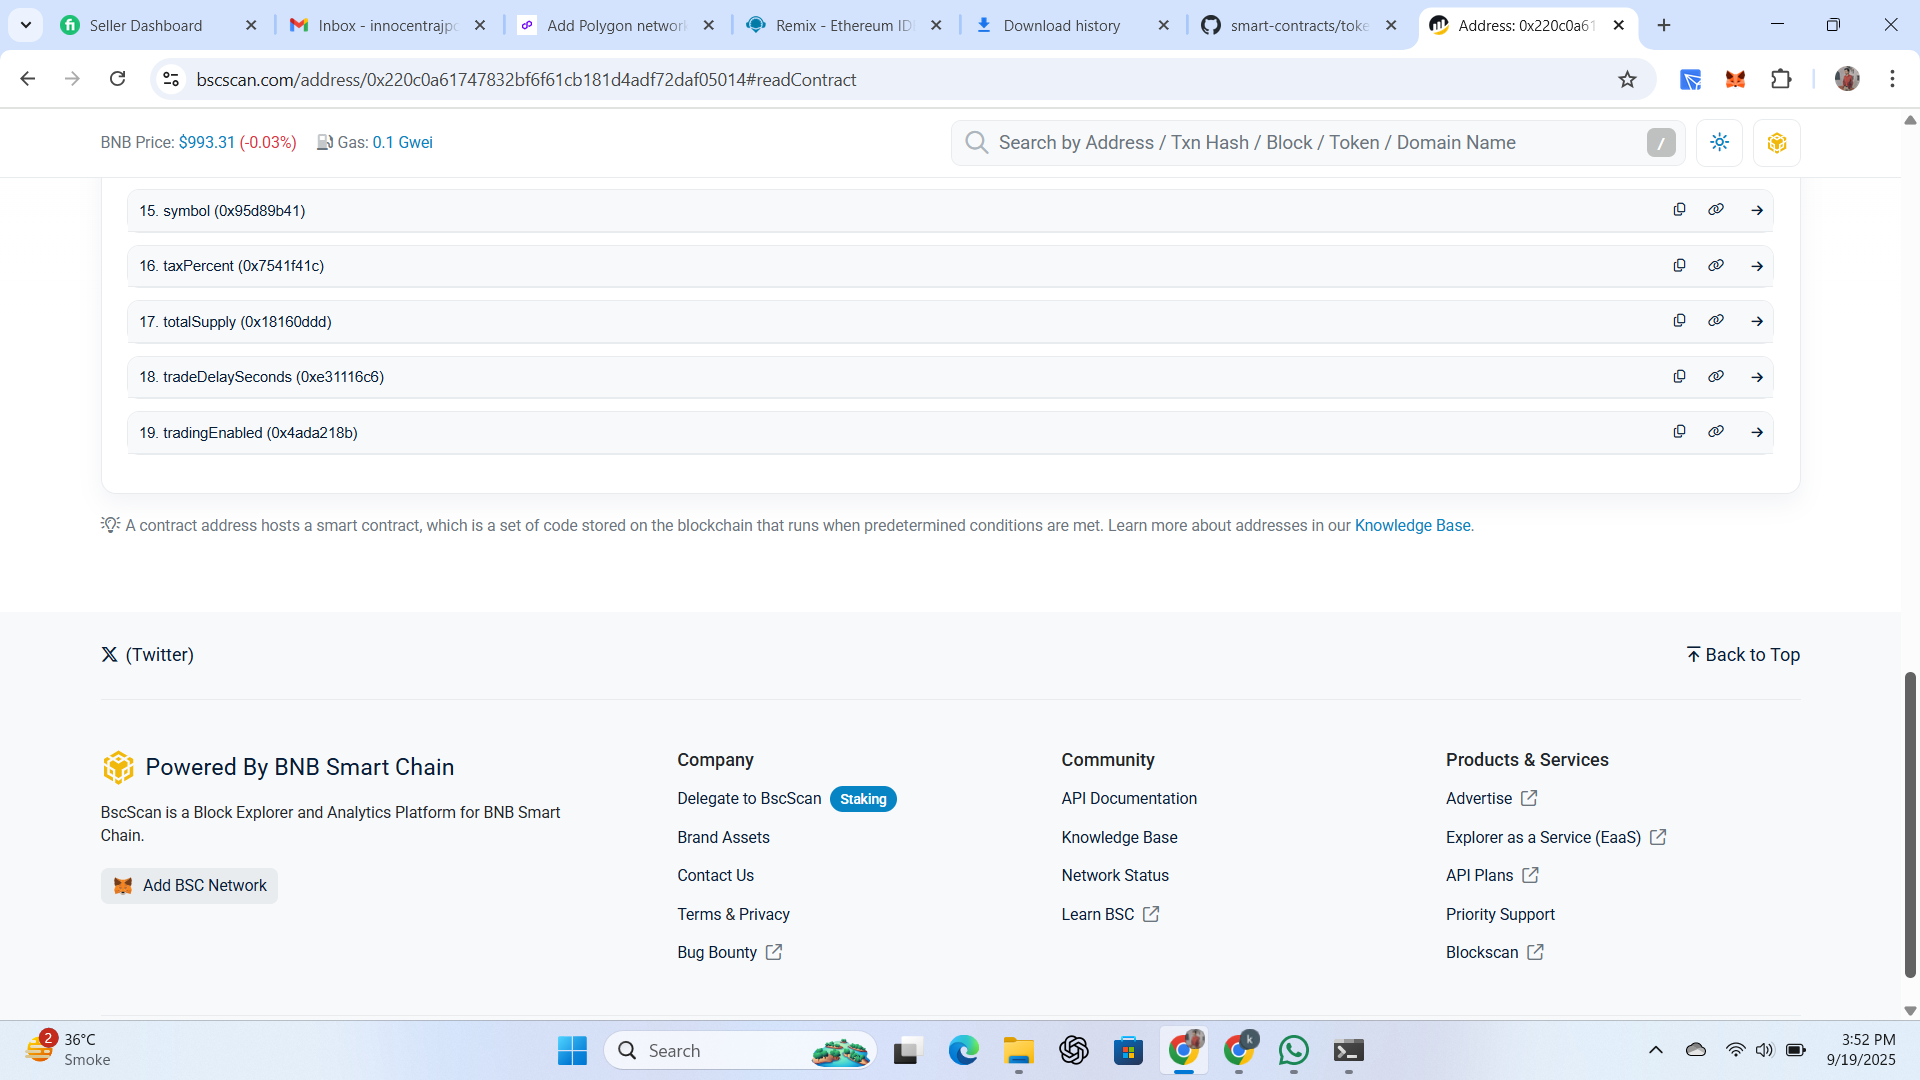 Seller Dashboard
Inbox - innocentrajpc
Add Polygon network
Remix - Ethereum ID
Download history
smart-contracts/toke
Address: 0x220c0a61
bscscan.com/address/0x220c0a61747832bf6f61cb181d4adf72daf05014#readContract
BNB Price: $993.31 (-0.03%) Gas: 0.1 Gwei
Search by Address / Txn Hash / Block / Token / Domain Name
/
15. symbol (0x95d89b41)
16. taxPercent (0x7541f41c)
17. totalSupply (0x18160ddd)
18. tradeDelaySeconds (0xe31116c6)
19. tradingEnabled (0x4ada218b)
A contract address hosts a smart contract, which is a set of code stored on the blockchain that runs when predetermined conditions are met. Learn more about addresses in our Knowledge Base.
X (Twitter)
Back to Top
Powered By BNB Smart Chain
BscScan is a Block Explorer and Analytics Platform for BNB Smart
Chain.
Add BSC Network
Company
Delegate to BscScan Staking
Brand Assets
Contact Us
Terms & Privacy
Bug Bounty
Community
API Documentation
Knowledge Base
Network Status
Learn BSC
Products & Services
Advertise
Explorer as a Service (EaaS)
API Plans
Priority Support
Blockscan
2
36°C
Smoke
Search
k
3:52 PM
9/19/2025